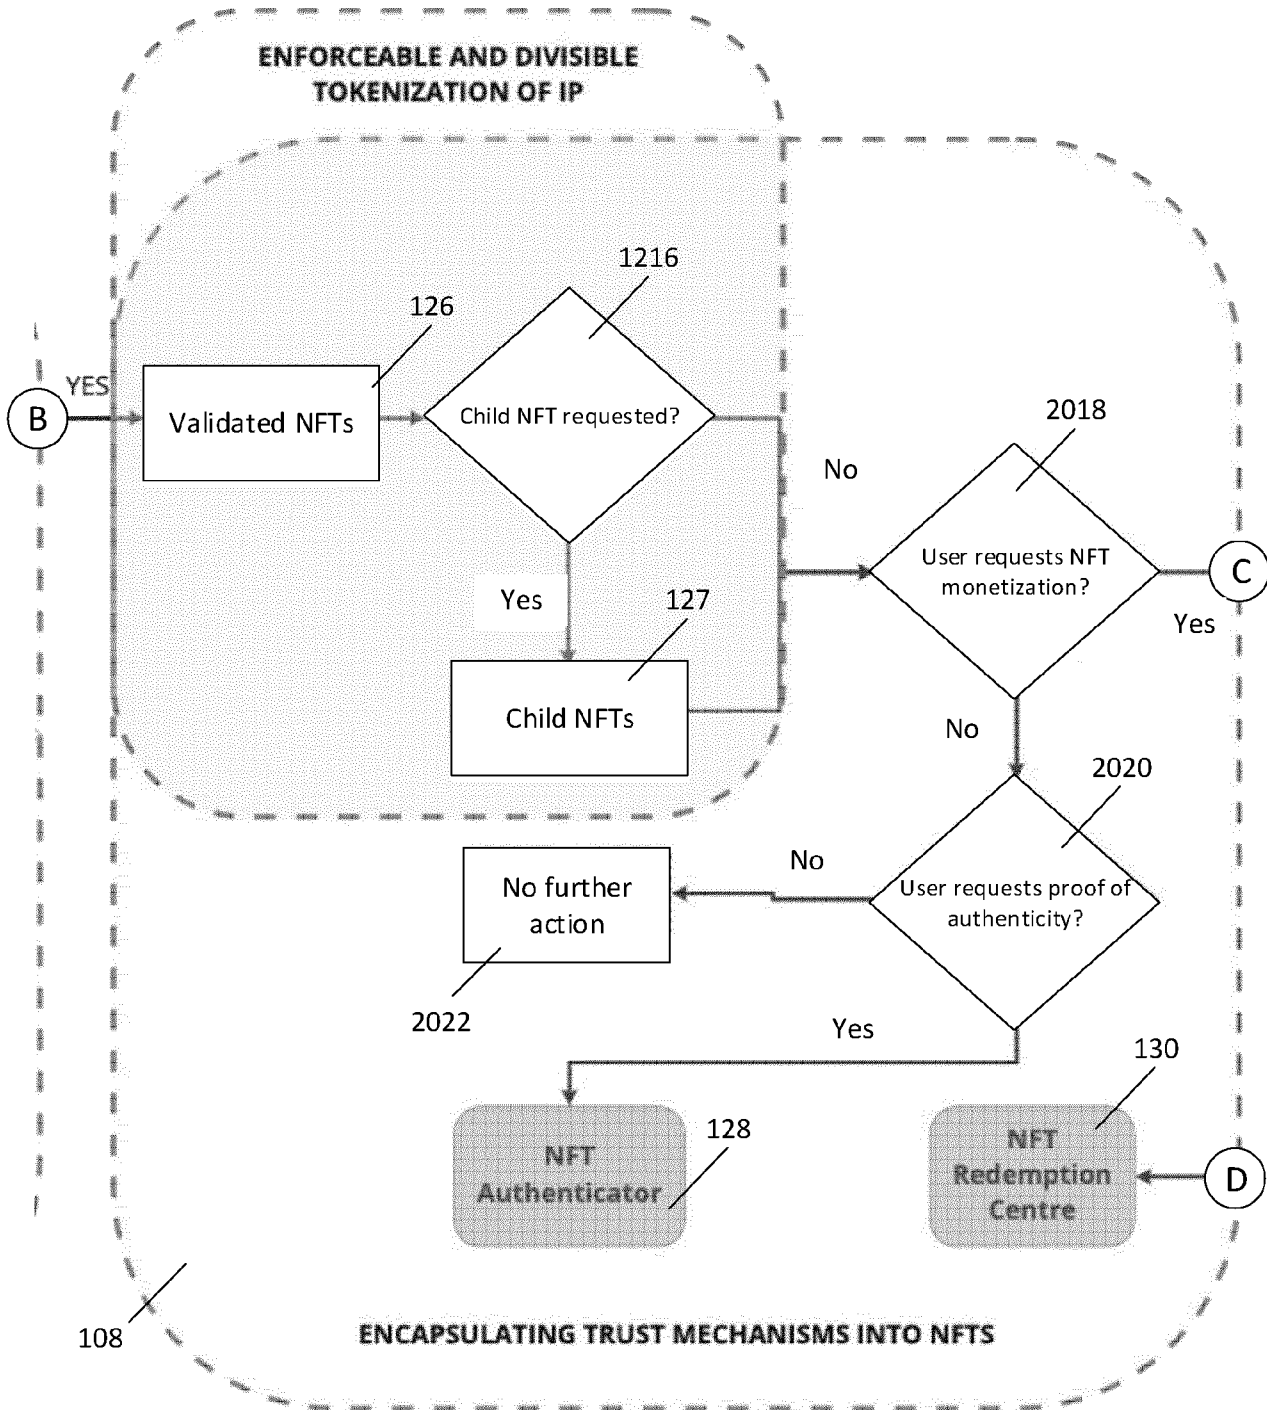 ENFORCEABLE AND DIVISIBLE
TOKENIZATION OF IP
1216
126
B
YES
Validated NFTs
Child NFT requested?
2018
No
User requests NFT
monetization?
C
Yes
Yes
127
Child NFTs
No
2020
No
No further
action
User requests proof of
authenticity?
2022
Yes
130
128
NFT
Authenticator
NFT
Redemption
Centre
D
108
ENCAPSULATING TRUST MECHANISMS INTO NFTS